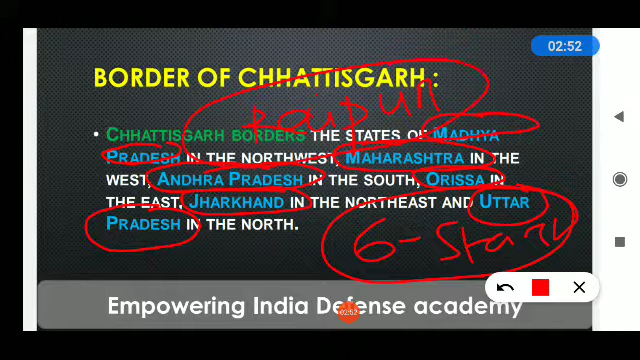 02:52
BORDER OF CHHATTISGARH :
Raipur
• CHHATTISGARH BORDERS THE STATES OF MADHYA
PRADESH IN THE NORTHWEST, MAHARASHTRA IN THE
WEST, ANDHRA PRADESH IN THE SOUTH, ORISSA IN
THE EAST, JHARKHAND IN THE NORTHEAST AND UTTAR
PRADESH IN THE NORTH.
6-State
Empowering India Defense academy
02:52